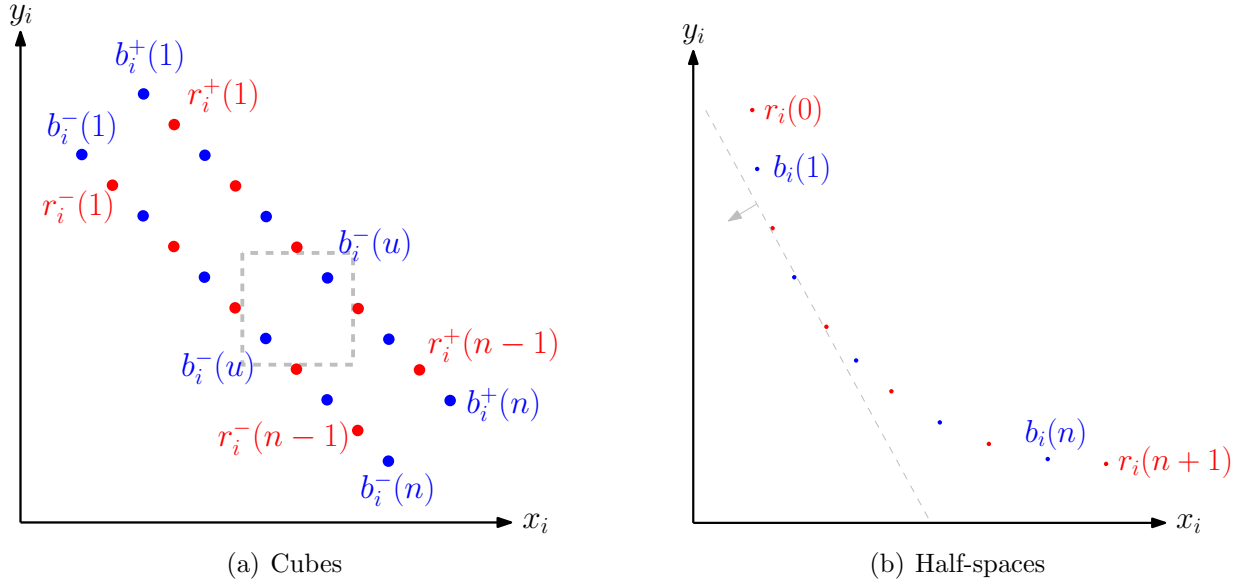 y_i
b_i^+(1)
r_i^+(1)
b_i^-(1)
r_i^-(1)
b_i^-(u)
b_i^-(u)
r_i^+(n − 1)
b_i^+(n)
r_i^-(n − 1)
b_i^-(n)
x_i
(a) Cubes
y_i
r_i(0)
b_i(1)
b_i(n)
r_i(n + 1)
x_i
(b) Half-spaces